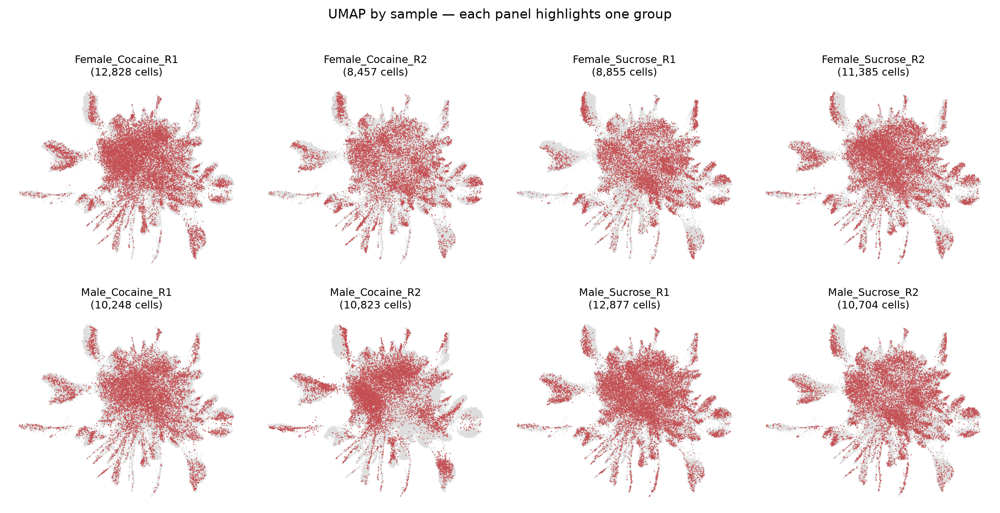 UMAP by sample — each panel highlights one group
Female_Cocaine_R1
(12,828 cells)
Female_Cocaine_R2
(8,457 cells)
Female_Sucrose_R1
(8,855 cells)
Female_Sucrose_R2
(11,385 cells)
Male_Cocaine_R1
(10,248 cells)
Male_Cocaine_R2
(10,823 cells)
Male_Sucrose_R1
(12,877 cells)
Male_Sucrose_R2
(10,704 cells)